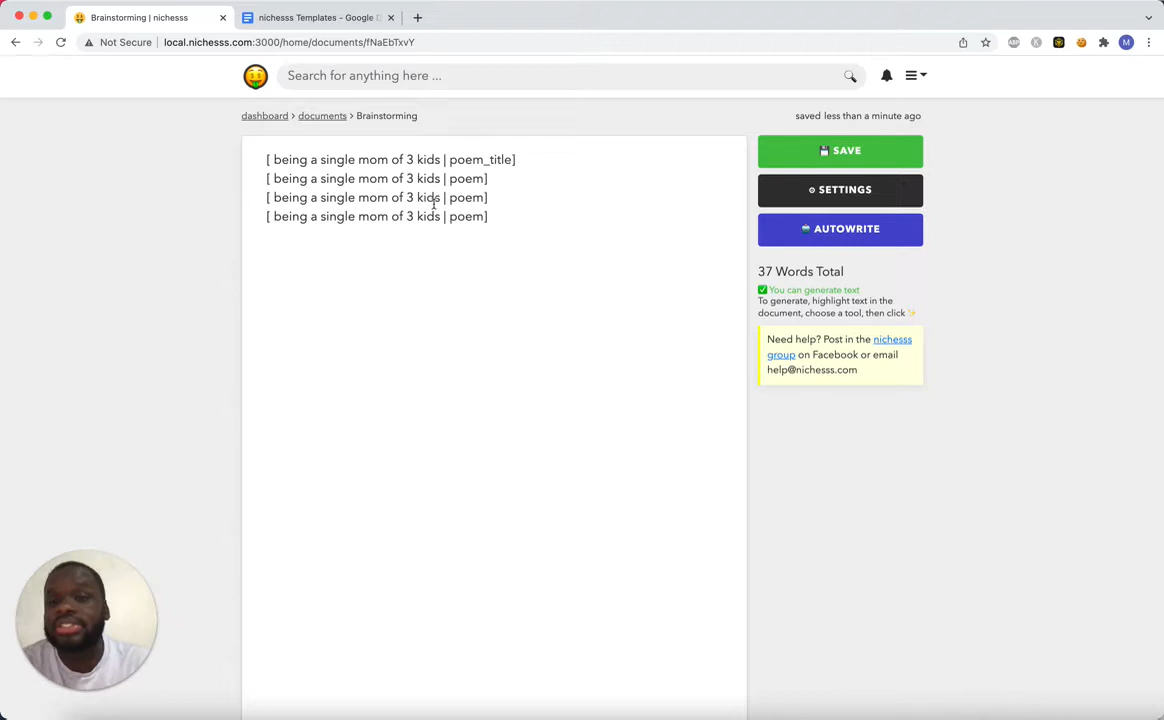 Brainstorming | nichesss
nichesss Templates - Google D
Not Secure | local.nichesss.com:3000/home/documents/fNaEbTxvY
M
Search for anything here ...
dashboard > documents > Brainstorming
saved less than a minute ago
[ being a single mom of 3 kids | poem_title]
[ being a single mom of 3 kids | poem]
[ being a single mom of 3 kids | poem]
[ being a single mom of 3 kids | poem]
SAVE
SETTINGS
AUTOWRITE
37 Words Total
You can generate text
To generate, highlight text in the
document, choose a tool, then click
Need help? Post in the nichesss
group on Facebook or email
help@nichesss.com